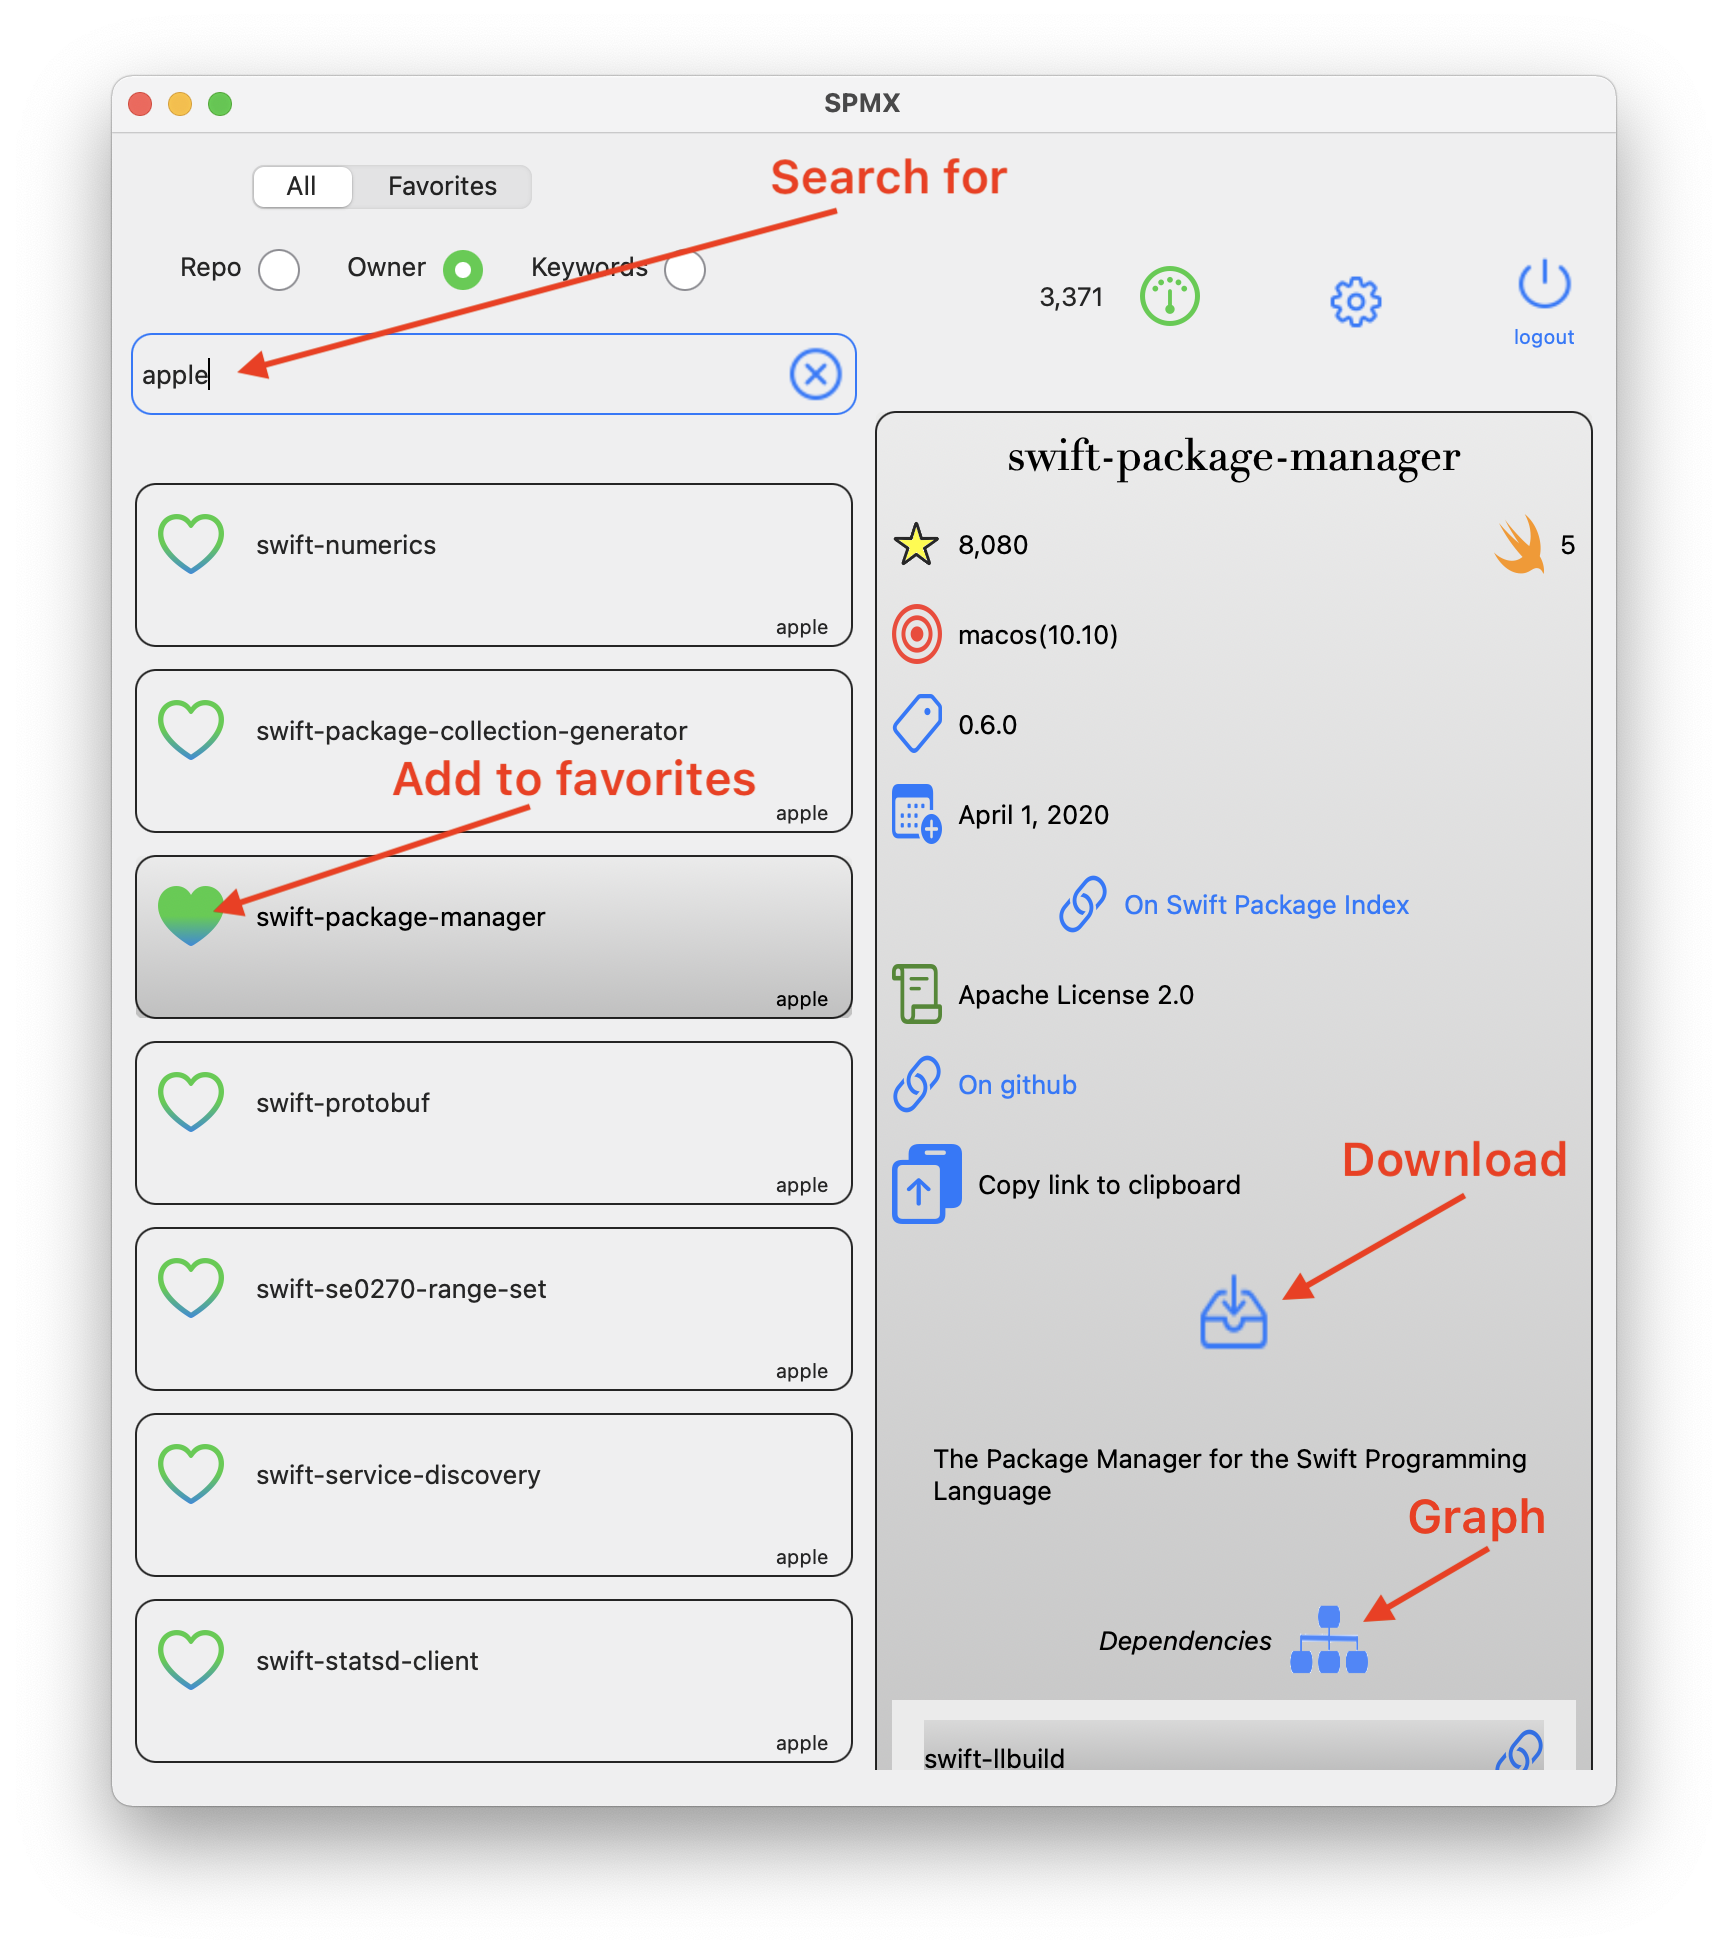 SPMX
All Favorites
Search for
Repo Owner Keywords
3,371
logout
apple
swift-numerics
apple
swift-package-collection-generator
Add to favorites
apple
swift-package-manager
apple
swift-protobuf
apple
swift-se0270-range-set
apple
swift-service-discovery
apple
swift-statsd-client
apple
swift-package-manager
8,080
5
macos(10.10)
0.6.0
April 1, 2020
On Swift Package Index
Apache License 2.0
On github
Copy link to clipboard
Download
The Package Manager for the Swift Programming
Language
Graph
Dependencies
swift-llbuild